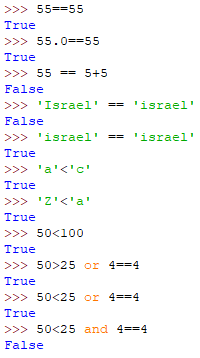 >>> 55==55
True
>>> 55.0==55
True
>>> 55 == 5+5
False
>>> 'Israel' == 'israel'
False
>>> 'israel' == 'israel'
True
>>> 'a'<'c'
True
>>> 'Z'<'a'
True
>>> 50<100
True
>>> 50>25 or 4==4
True
>>> 50<25 or 4==4
True
>>> 50<25 and 4==4
False